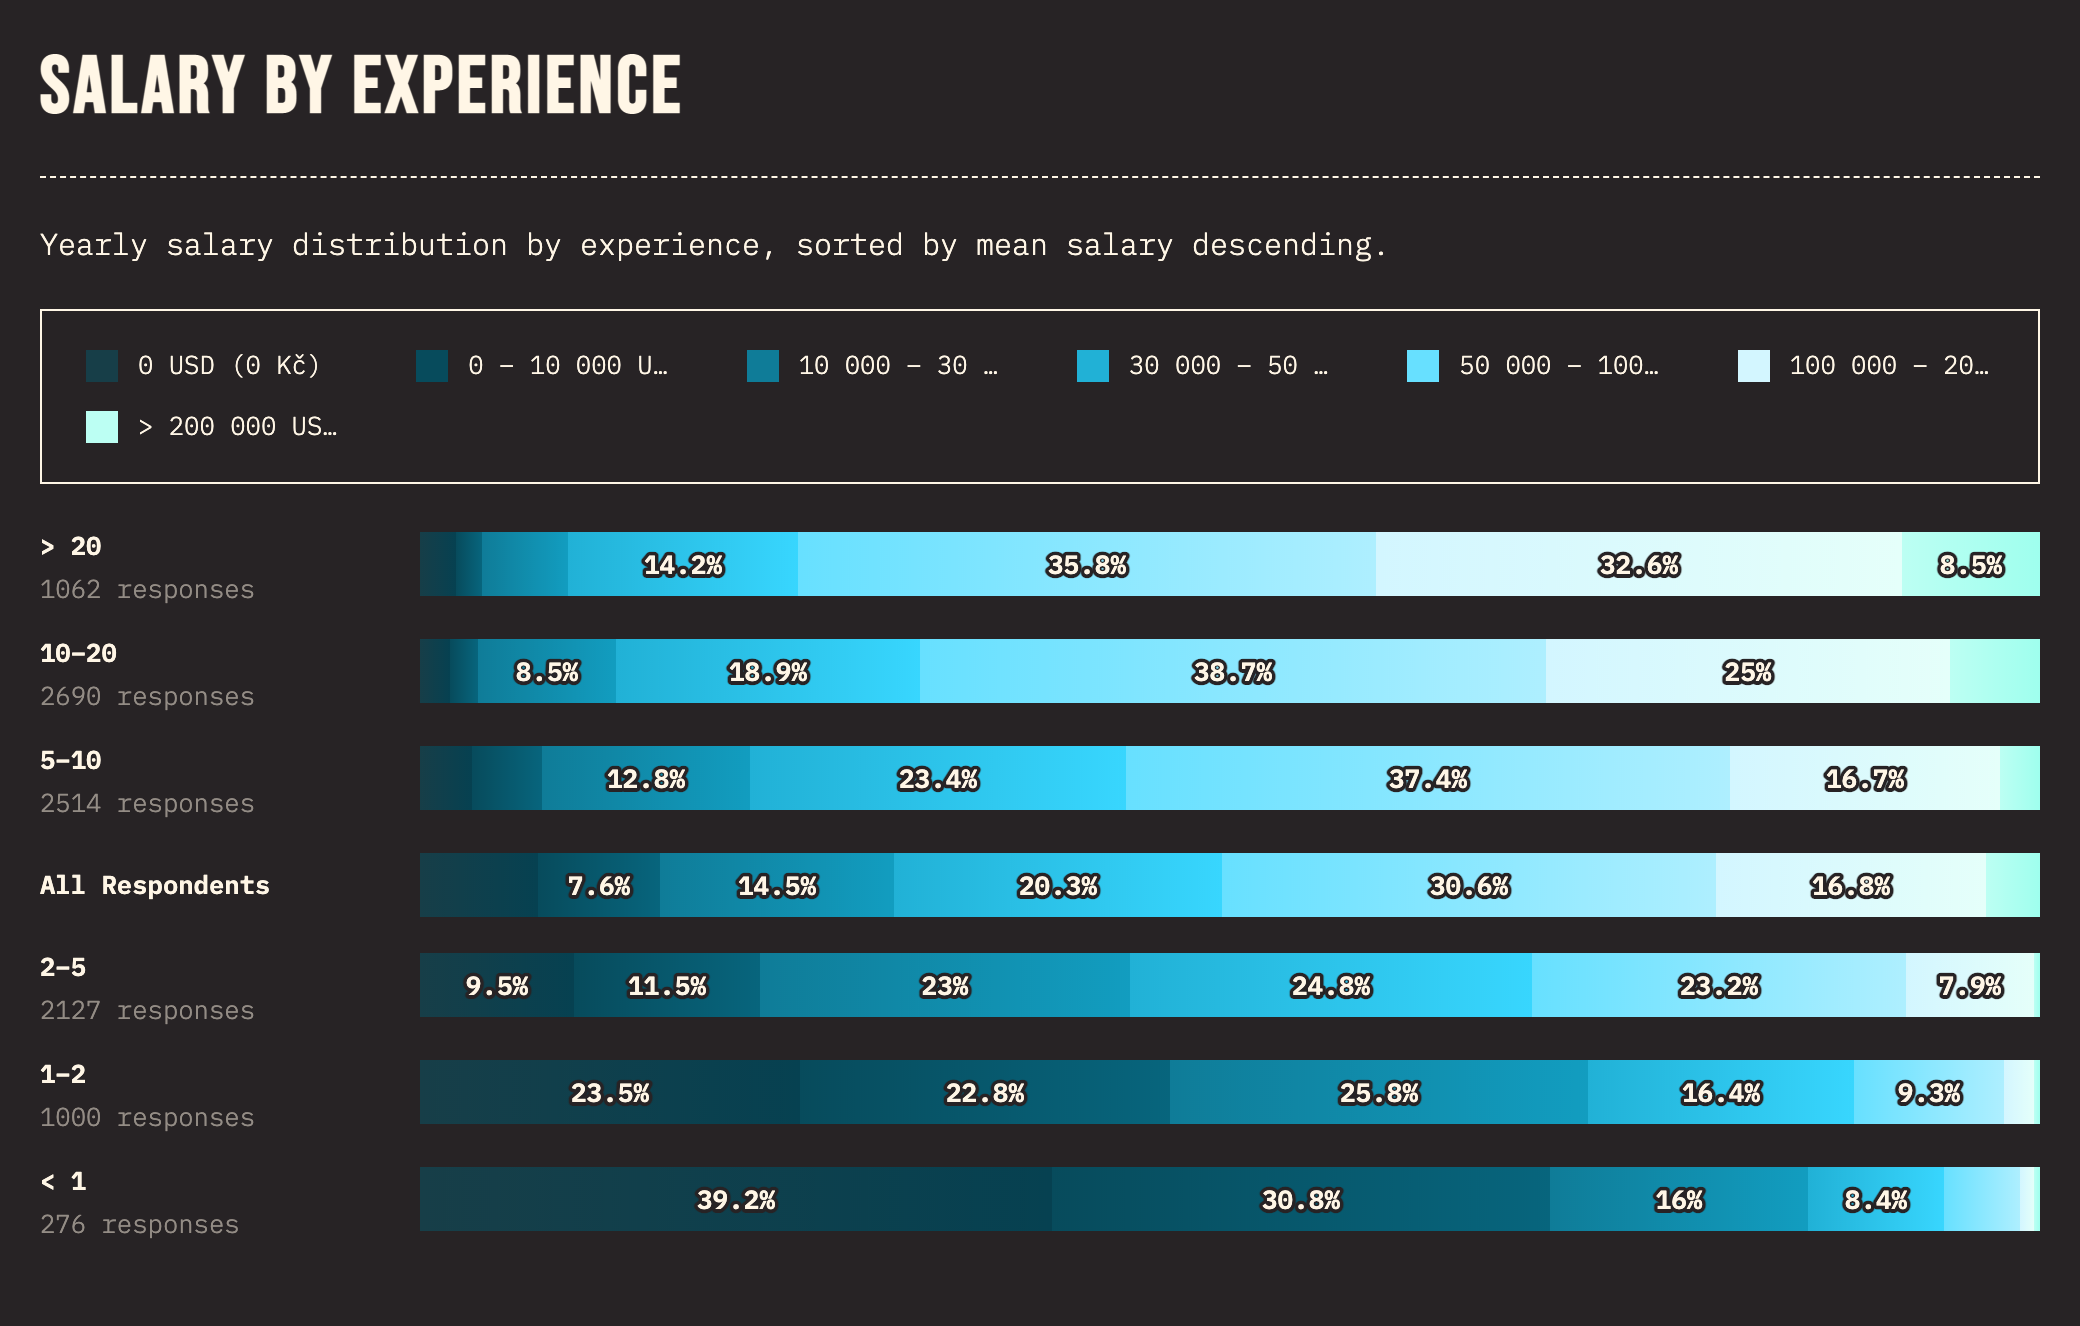 SALARY BY EXPERIENCE
Yearly salary distribution by experience, sorted by mean salary descending.
0 USD (0 Kč) 0 – 10 000 U… 10 000 – 30 … 30 000 – 50 … 50 000 – 100… 100 000 – 20…
> 200 000 US…
> 20
1062 responses
14.2% 35.8% 32.6% 8.5%
10–20
2690 responses
8.5% 18.9% 38.7% 25%
5–10
2514 responses
12.8% 23.4% 37.4% 16.7%
All Respondents
7.6% 14.5% 20.3% 30.6% 16.8%
2–5
2127 responses
9.5% 11.5% 23% 24.8% 23.2% 7.9%
1–2
1000 responses
23.5% 22.8% 25.8% 16.4% 9.3%
< 1
276 responses
39.2% 30.8% 16% 8.4%